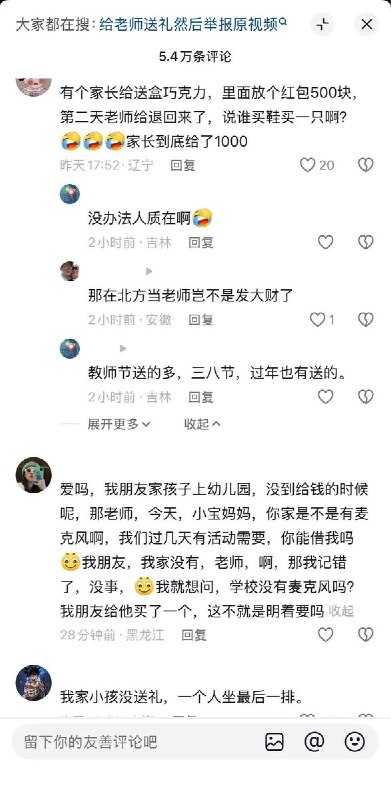 大家都在搜：给老师送礼然后举报原视频
5.4万条评论
有个家长给送盒巧克力，里面放个红包500块，
第二天老师给退回来了，说谁买鞋买一只啊？
🤣🤣🤣家长到底给了1000
昨天17:52·辽宁 回复 20
没办法人质在啊🤣
2小时前·吉林 回复
那在北方当老师岂不是发大财了
2小时前·安徽 回复 1
教师节送的多，三八节，过年也有送的。
2小时前·吉林 回复
展开更多 收起
爱吗，我朋友家孩子上幼儿园，没到给钱的时候
呢，那老师，今天，小宝妈妈，你家是不是有麦
克风啊，我们过几天有活动需要，你能借我吗
我朋友，我家没有，老师，啊，那我记错
了，没事，我就想问，学校没有麦克风吗？
我朋友给他买了一个，这不就是明着要吗 收起
28分钟前·黑龙江 回复
我家小孩没送礼，一个人坐最后一排。
留下你的友善评论吧